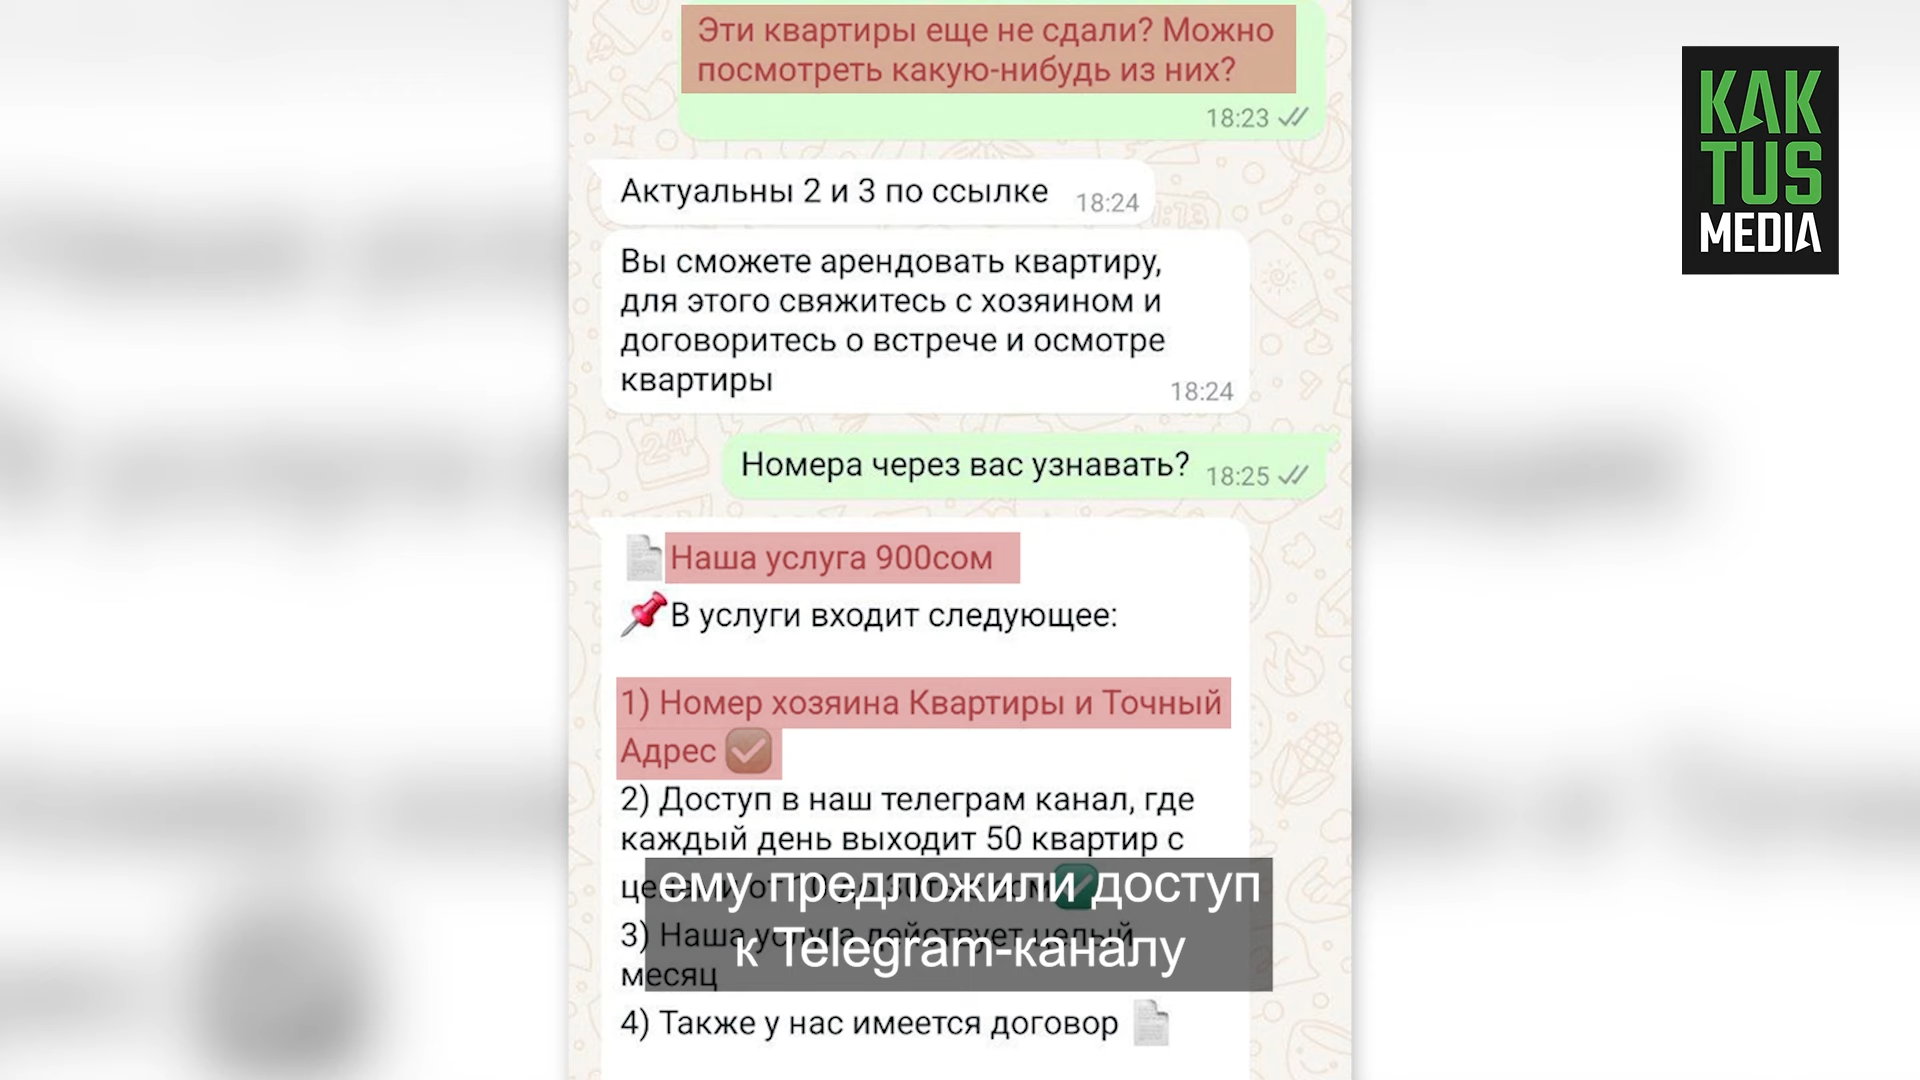 Эти квартиры еще не сдали? Можно
посмотреть какую-нибудь из них?
18:23
Актуальны 2 и 3 по ссылке
18:24
Вы сможете арендовать квартиру,
для этого свяжитесь с хозяином и
договоритесь о встрече и осмотре
квартиры
18:24
Номера через вас узнавать?
18:25
Наша услуга 900сом
В услуги входит следующее:
1) Номер хозяина Квартиры и Точный
Адрес
2) Доступ в наш телеграм канал, где
каждый день выходит 50 квартир с
ему предложили доступ
3) Наша услуга действует целый
к Telegram-каналу
месяц
4) Также у нас имеется договор
KAK
TUS
MEDIA